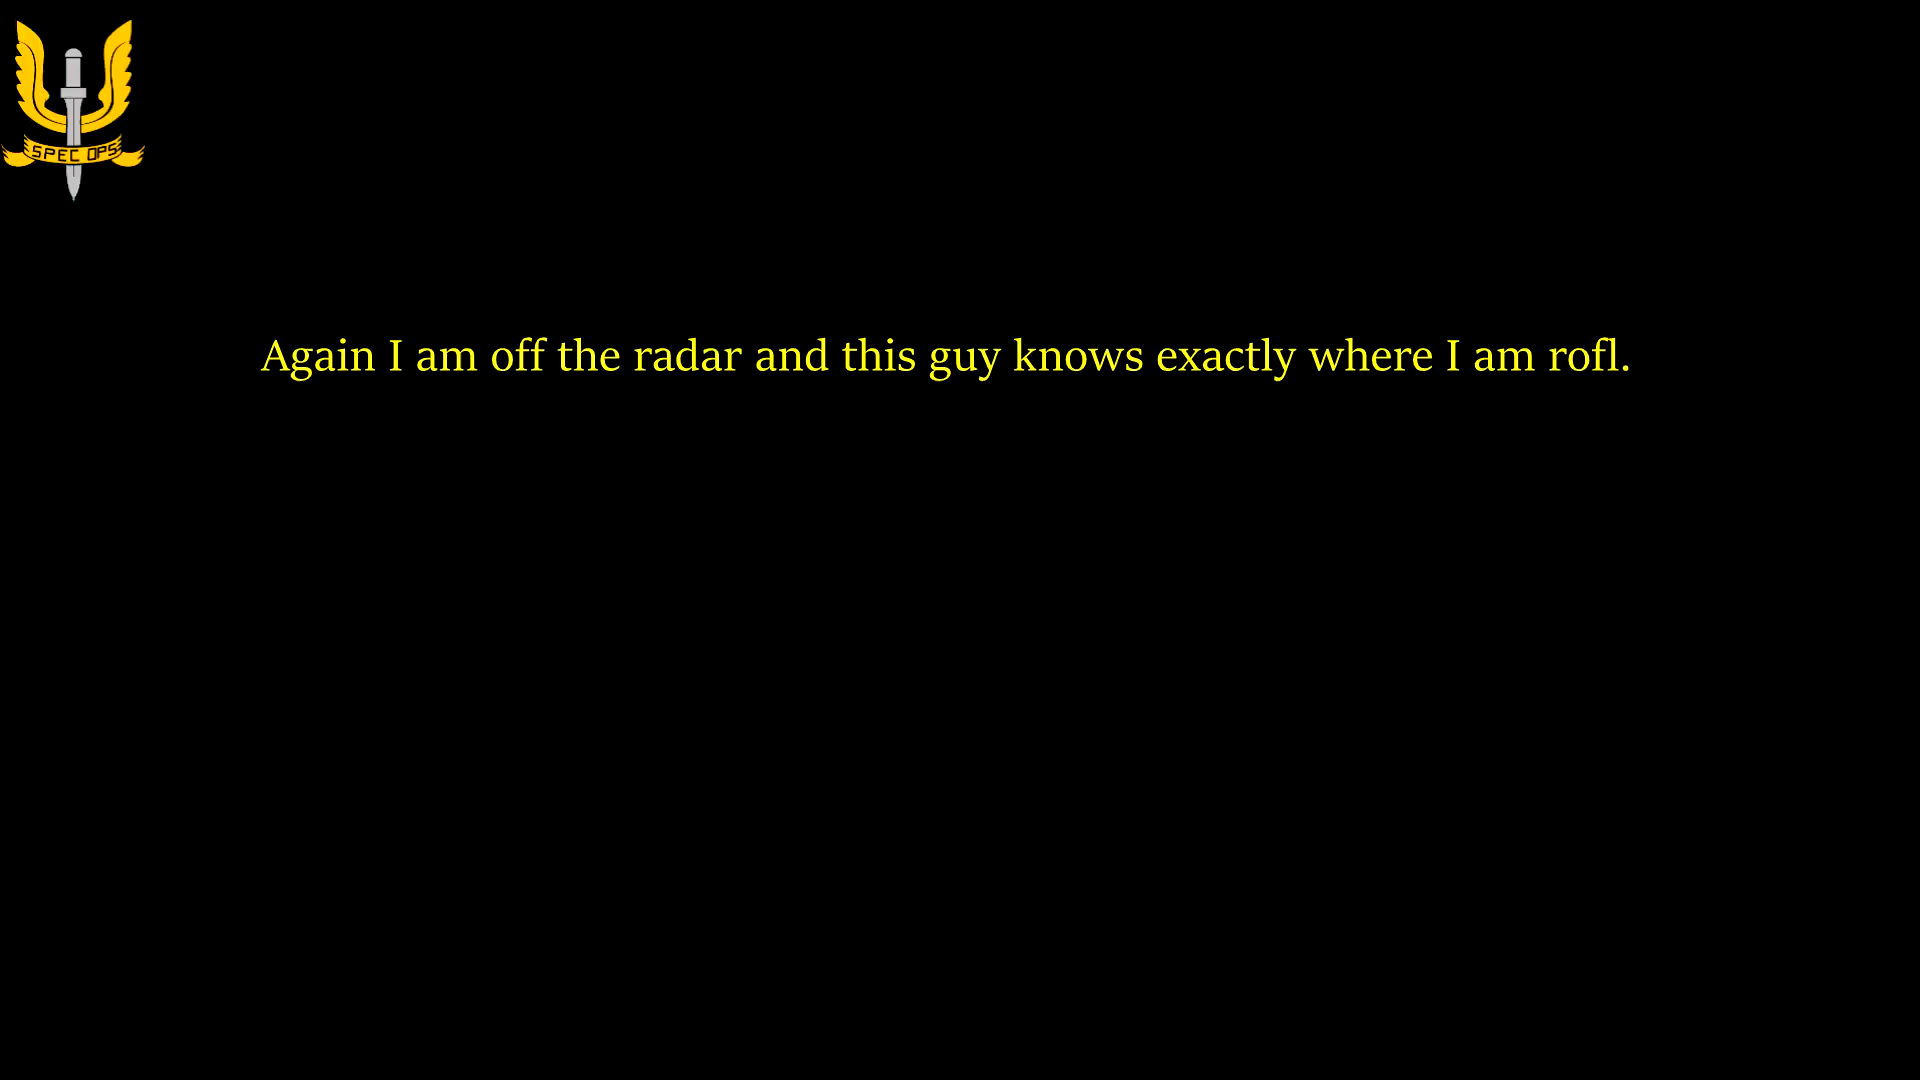 SPEC OPS
Again I am off the radar and this guy knows exactly where I am rofl.